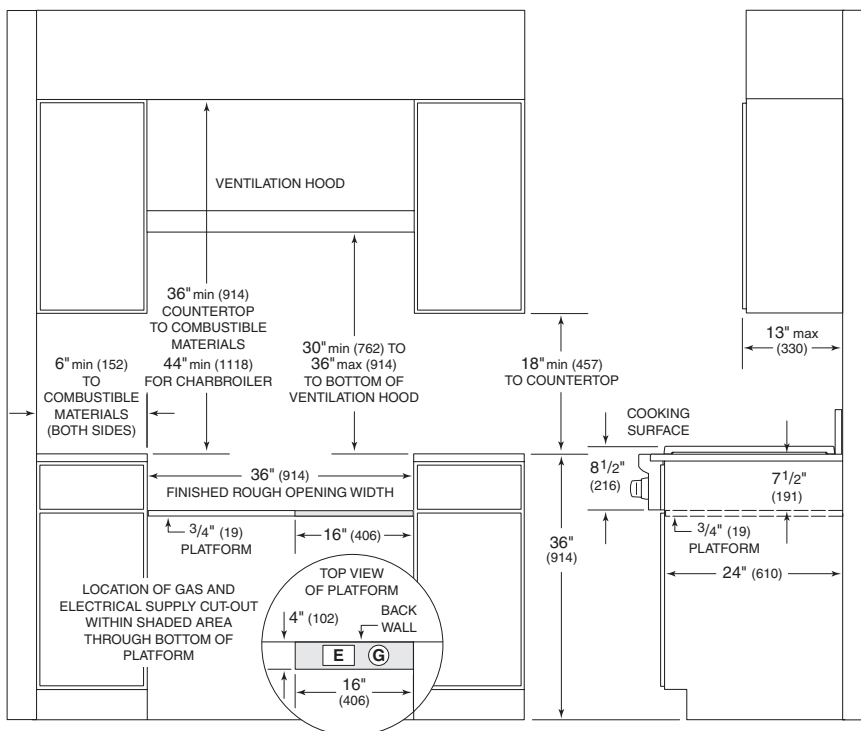 VENTILATION HOOD
36" min (914)
COUNTERTOP
TO COMBUSTIBLE
MATERIALS
44" min (1118)
FOR CHARBROILER
30" min (762) TO
36" max (914)
TO BOTTOM OF
VENTILATION HOOD
6" min (152)
TO
COMBUSTIBLE
MATERIALS
(BOTH SIDES)
18" min (457)
TO COUNTERTOP
13" max
(330)
COOKING
SURFACE
36" (914)
FINISHED ROUGH OPENING WIDTH
8 1/2"
(216)
7 1/2"
(191)
3/4" (19)
PLATFORM
16" (406)
36"
(914)
3/4" (19)
PLATFORM
24" (610)
LOCATION OF GAS AND
ELECTRICAL SUPPLY CUT-OUT
WITHIN SHADED AREA
THROUGH BOTTOM OF
PLATFORM
TOP VIEW
OF PLATFORM
4" (102)
BACK
WALL
E G
16"
(406)